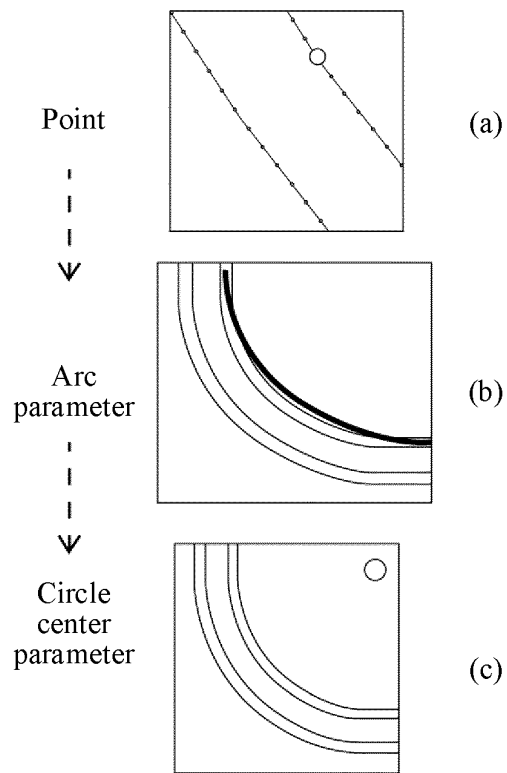 Point
(a)
Arc
parameter
(b)
Circle
center
parameter
(c)